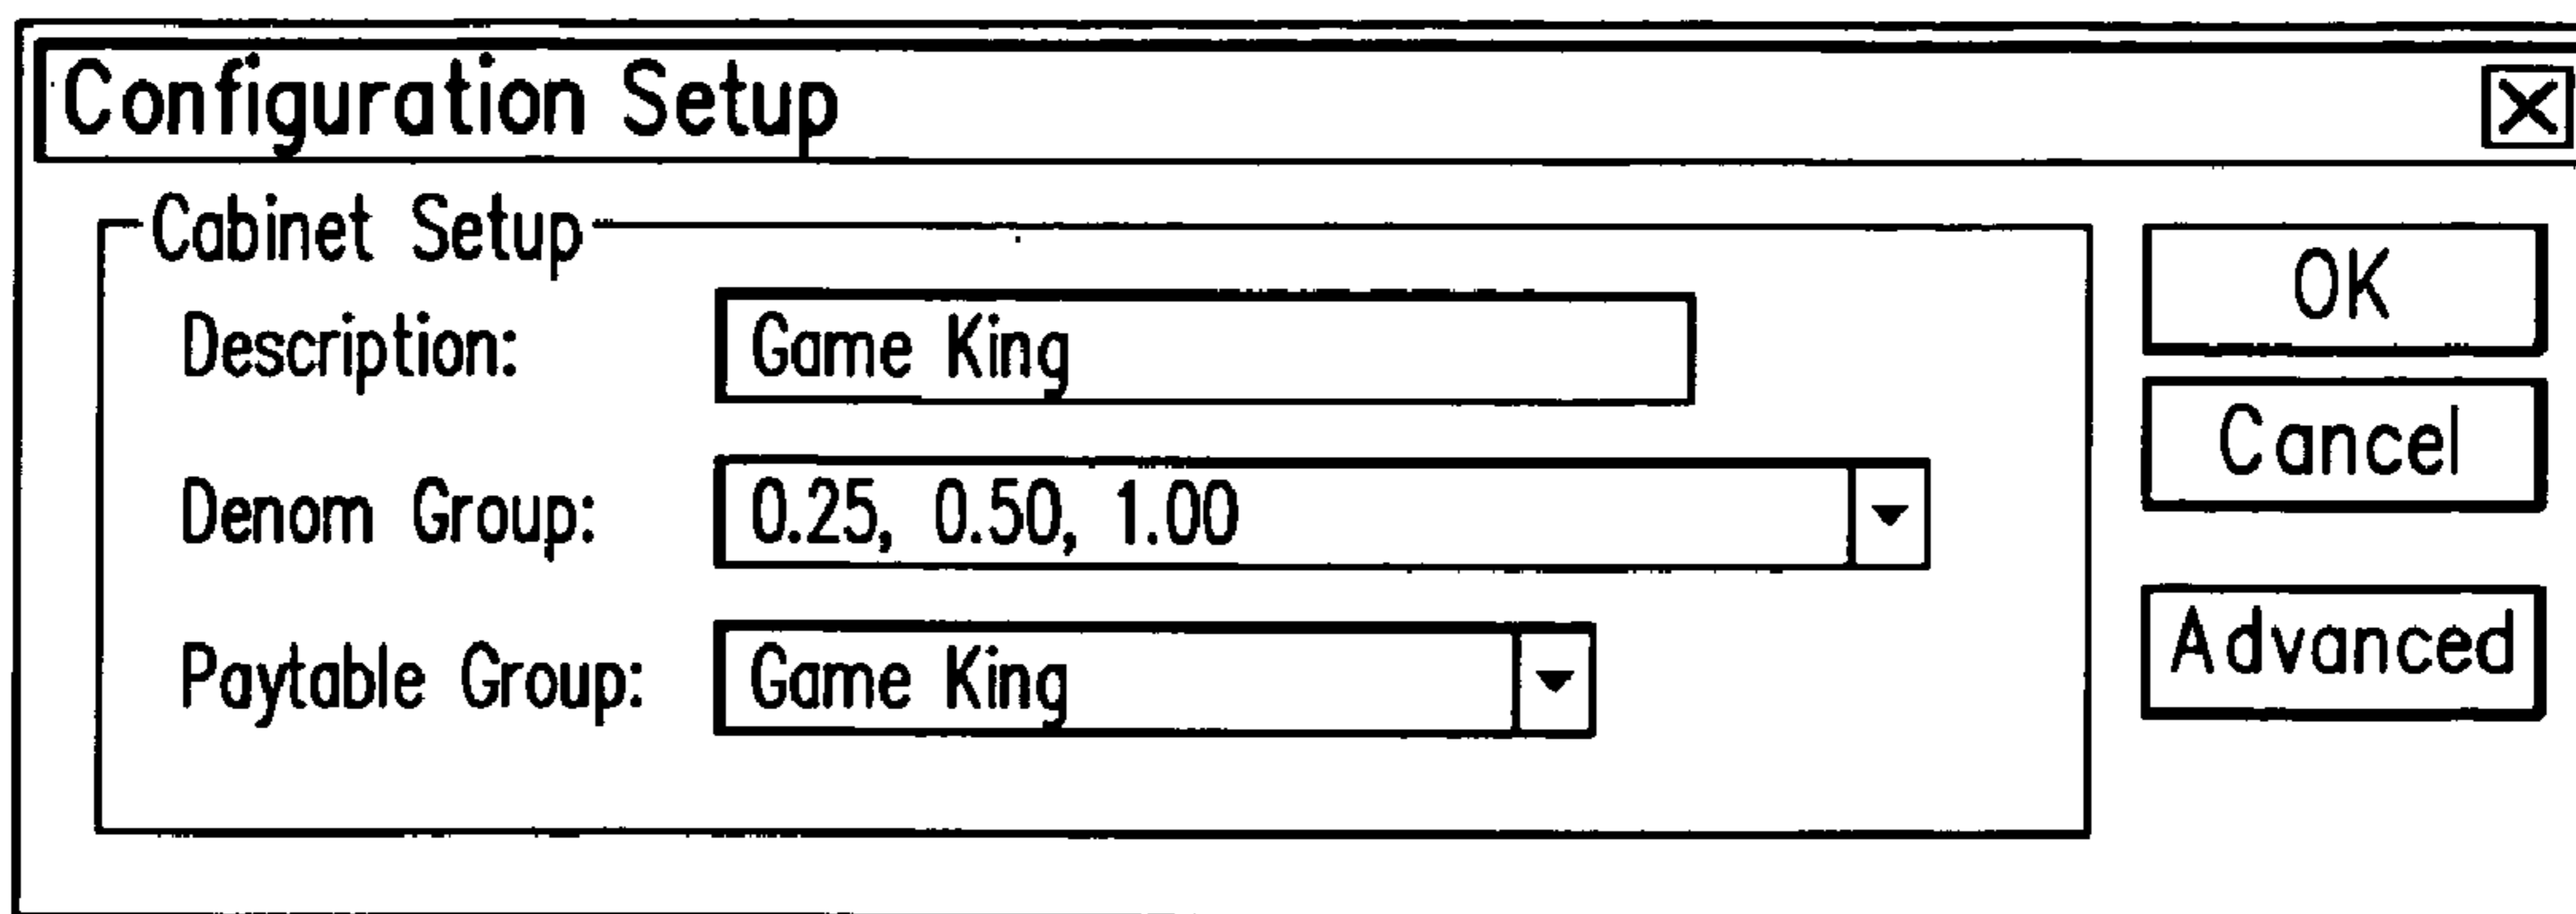 Configuration Setup
Cabinet Setup
Description: Game King
Denom Group: 0.25, 0.50, 1.00
Paytable Group: Game King
OK
Cancel
Advanced